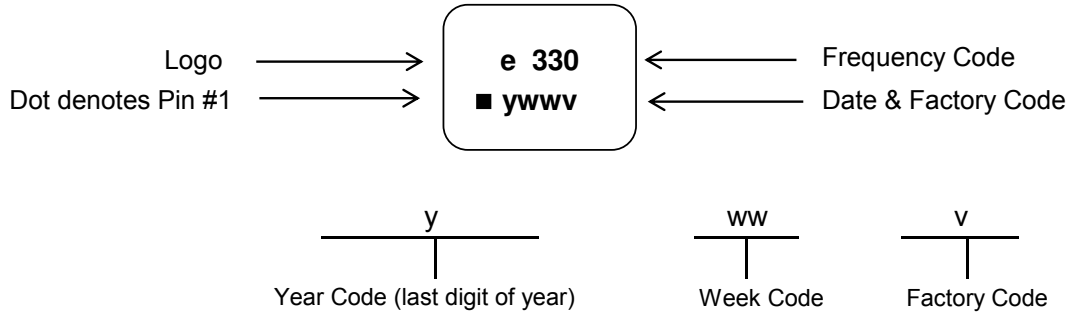 Logo e 330 Frequency Code
Dot denotes Pin #1 ■ ywwv Date & Factory Code
y ww v
Year Code (last digit of year) Week Code Factory Code